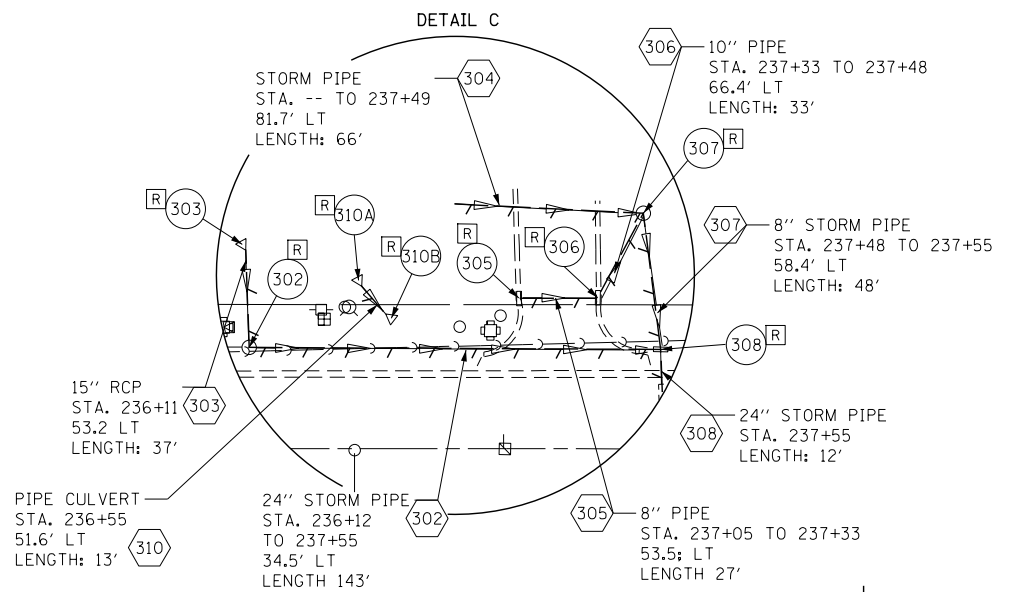 DETAIL C
STORM PIPE
STA. -- TO 237+49
81.7' LT
LENGTH: 66'
304
306
10'' PIPE
STA. 237+33 TO 237+48
66.4' LT
LENGTH: 33'
307
R
R
303
R
310A
R
310B
R
302
R
305
R
306
307
8'' STORM PIPE
STA. 237+48 TO 237+55
58.4' LT
LENGTH: 48'
308
R
15'' RCP
STA. 236+11
53.2 LT
LENGTH: 37'
303
308
24'' STORM PIPE
STA. 237+55
LENGTH: 12'
PIPE CULVERT
STA. 236+55
51.6' LT
LENGTH: 13'
310
24'' STORM PIPE
STA. 236+12
TO 237+55
34.5' LT
LENGTH 143'
302
305
8'' PIPE
STA. 237+05 TO 237+33
53.5; LT
LENGTH 27'